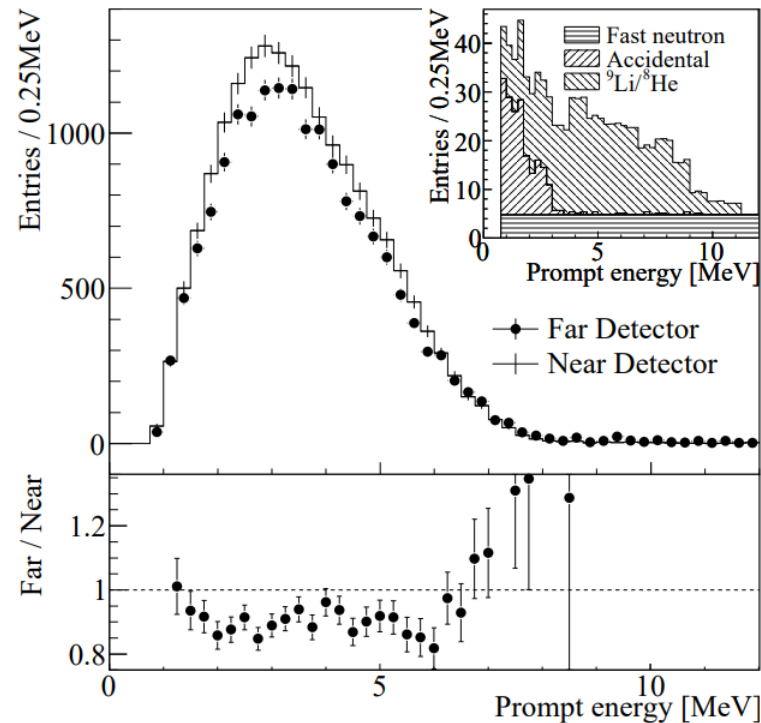 Entries / 0.25MeV
1000
500
0
Entries / 0.25MeV
40
30
20
10
0
Fast neutron
Accidental
⁹Li/⁸He
0 5 10
Prompt energy [MeV]
Far Detector
Near Detector
Far / Near
1.2
1
0.8
0 5 10
Prompt energy [MeV]